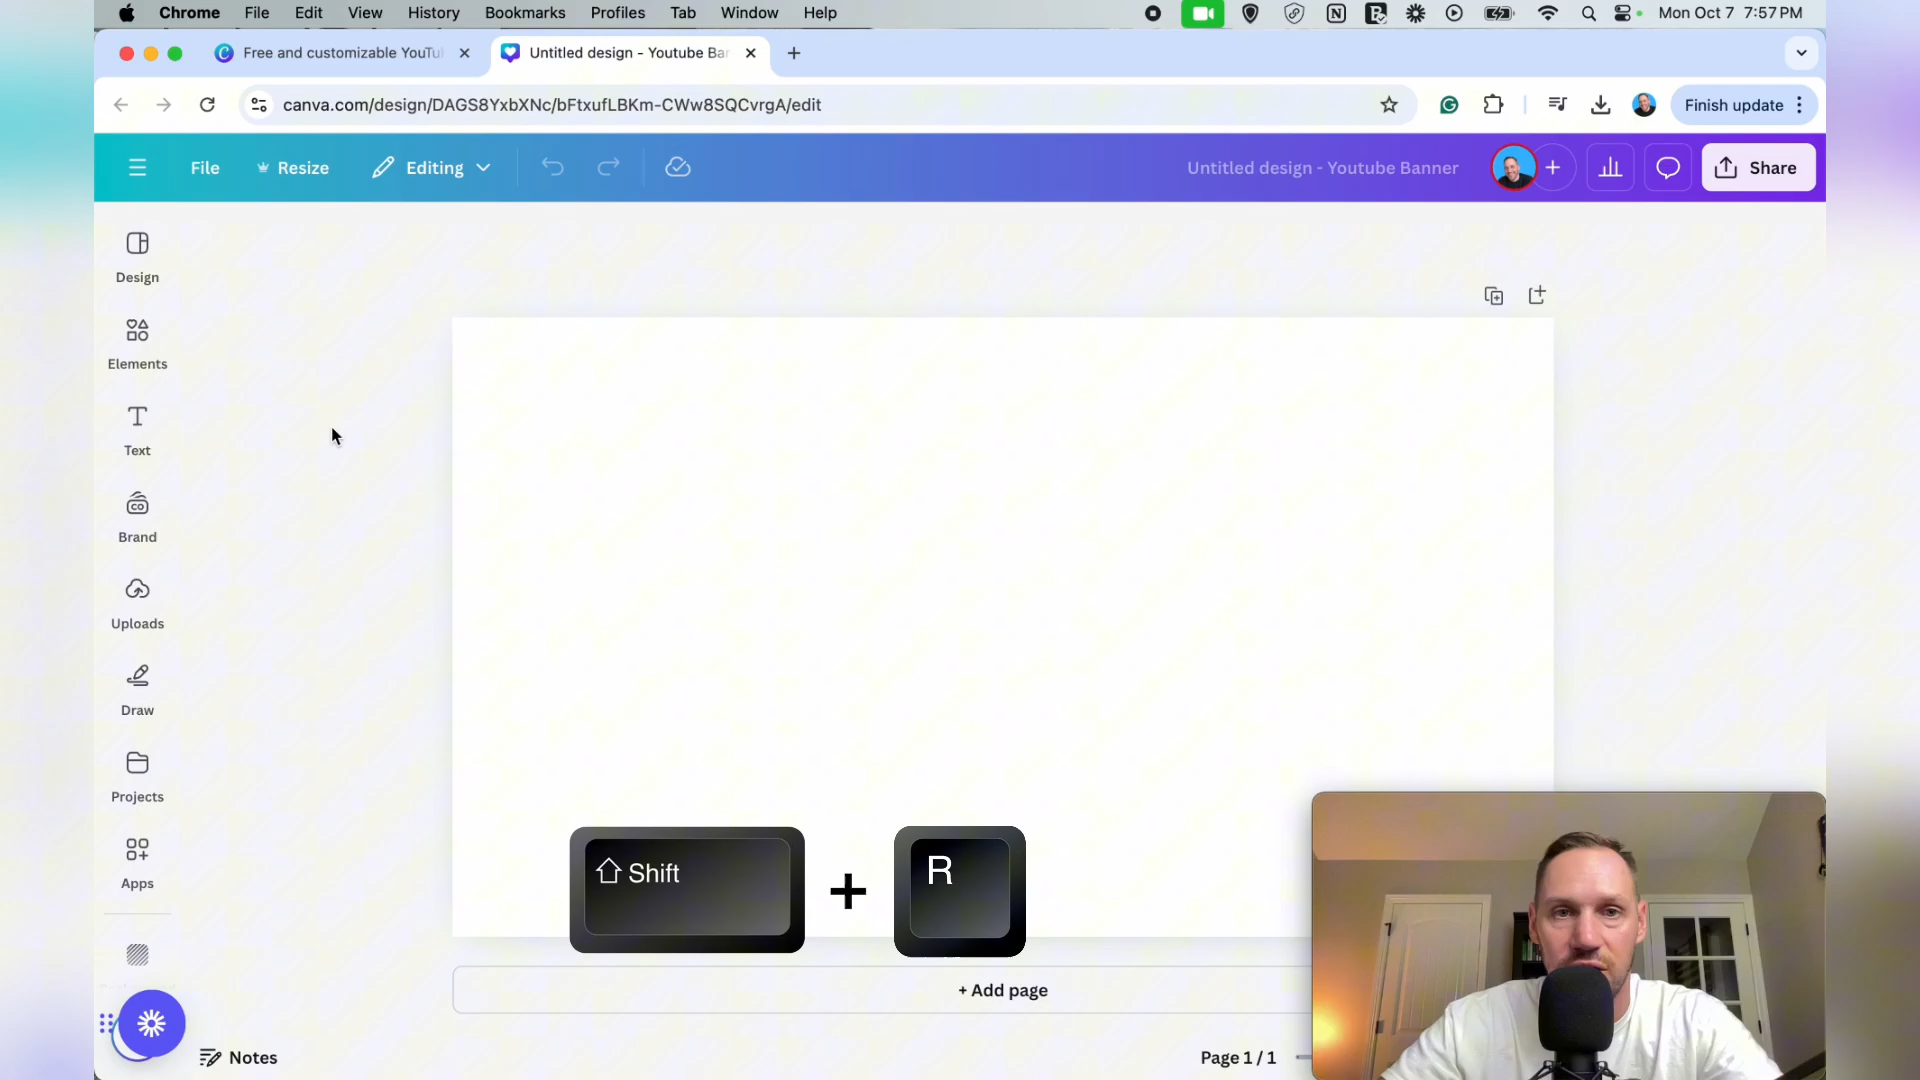 Chrome File Edit View History Bookmarks Profiles Tab Window Help Mon Oct 7 7:57 PM
Free and customizable YouTu
Untitled design - Youtube Bar
canva.com/design/DAGS8YxbXNc/bFtxufLBKm-CWw8SQCvrgA/edit
Finish update
File Resize Editing Untitled design - Youtube Banner Share
Design
Elements
Text
Brand
Uploads
Draw
Projects
Apps
Shift + R
+ Add page
Notes
Page 1 / 1